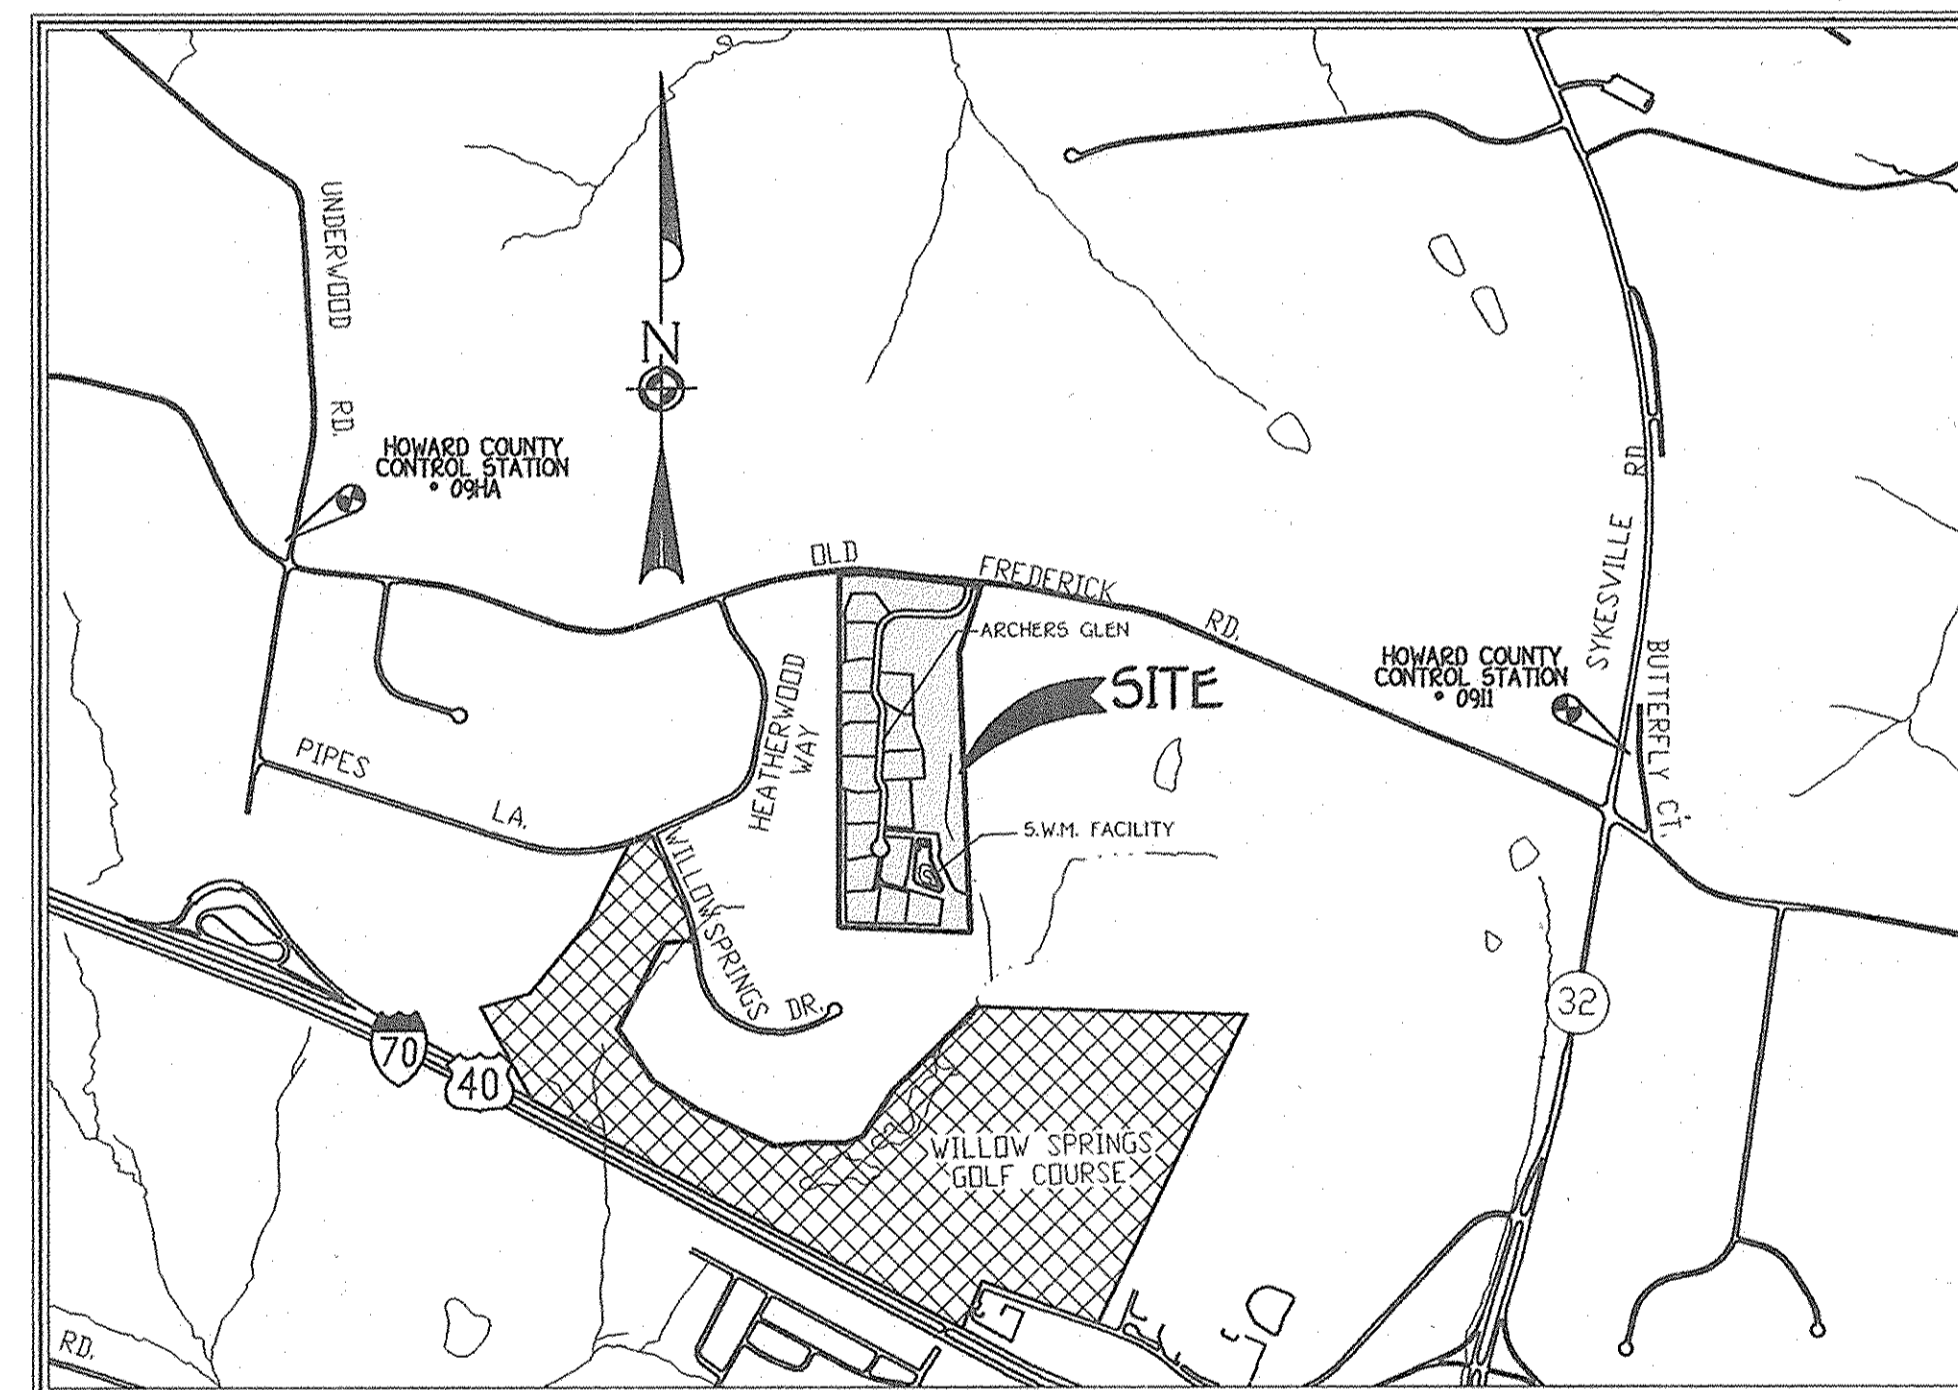 UNDERWOOD RD.
HOWARD COUNTY
CONTROL STATION
09HA
N
OLD FREDERICK RD.
ARCHERS GLEN
SITE
SYKESVILLE RD
HOWARD COUNTY
CONTROL STATION
09I1
BUTTERFLY CT.
HEATHERWOOD
WAY
PIPES LA.
S.W.M. FACILITY
WILLOW SPRINGS DR.
32
70
40
WILLOW SPRINGS
GOLF COURSE
RD.